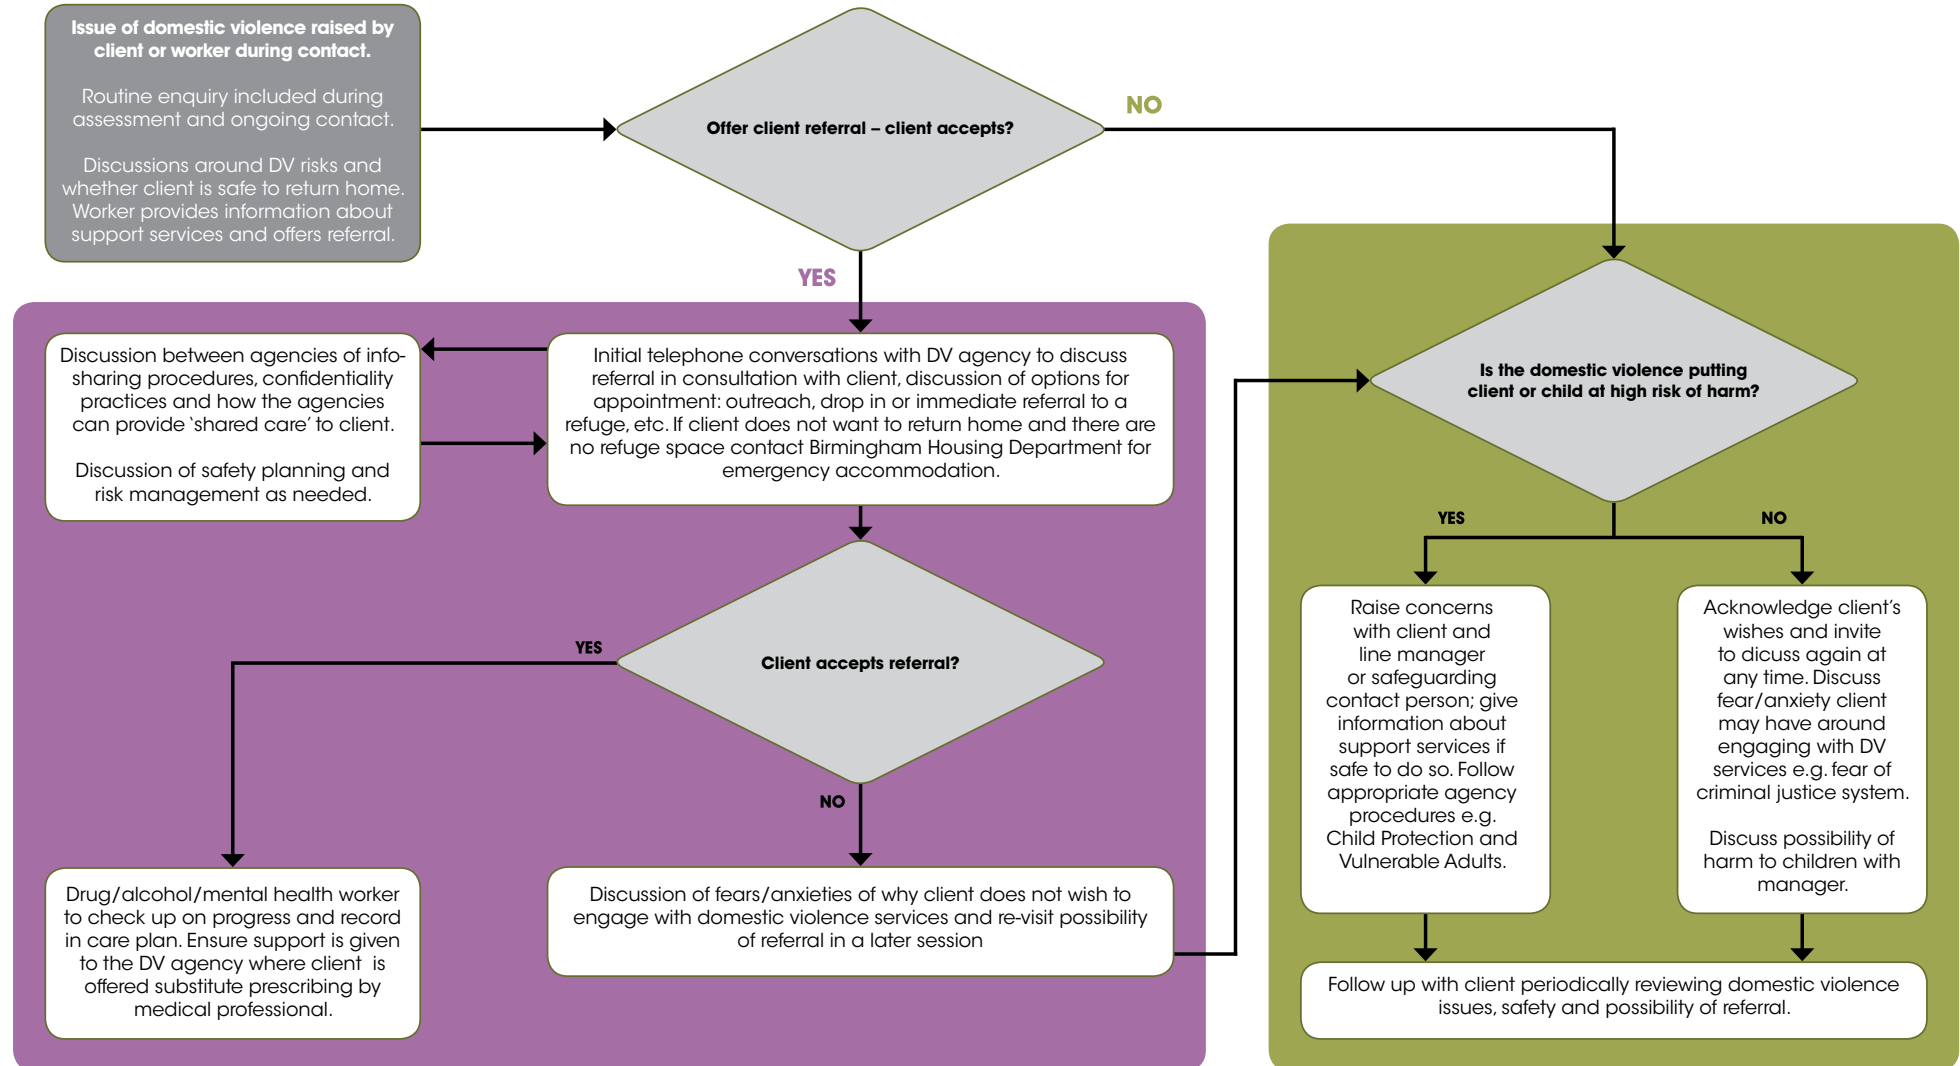 Issue of domestic violence raised by
client or worker during contact.
Routine enquiry included during
assessment and ongoing contact.
Discussions around DV risks and
whether client is safe to return home.
Worker provides information about
support services and offers referral.
Offer client referral – client accepts?
NO
YES
Discussion between agencies of info-
sharing procedures, confidentiality
practices and how the agencies
can provide ‘shared care’ to client.
Discussion of safety planning and
risk management as needed.
Initial telephone conversations with DV agency to discuss
referral in consultation with client, discussion of options for
appointment: outreach, drop in or immediate referral to a
refuge, etc. If client does not want to return home and there are
no refuge space contact Birmingham Housing Department for
emergency accommodation.
Client accepts referral?
YES
NO
Drug/alcohol/mental health worker
to check up on progress and record
in care plan. Ensure support is given
to the DV agency where client is
offered substitute prescribing by
medical professional.
Discussion of fears/anxieties of why client does not wish to
engage with domestic violence services and re-visit possibility
of referral in a later session
Is the domestic violence putting
client or child at high risk of harm?
YES
NO
Raise concerns
with client and
line manager
or safeguarding
contact person; give
information about
support services if
safe to do so. Follow
appropriate agency
procedures e.g.
Child Protection and
Vulnerable Adults.
Acknowledge client’s
wishes and invite
to dicuss again at
any time. Discuss
fear/anxiety client
may have around
engaging with DV
services e.g. fear of
criminal justice system.
Discuss possibility of
harm to children with
manager.
Follow up with client periodically reviewing domestic violence
issues, safety and possibility of referral.